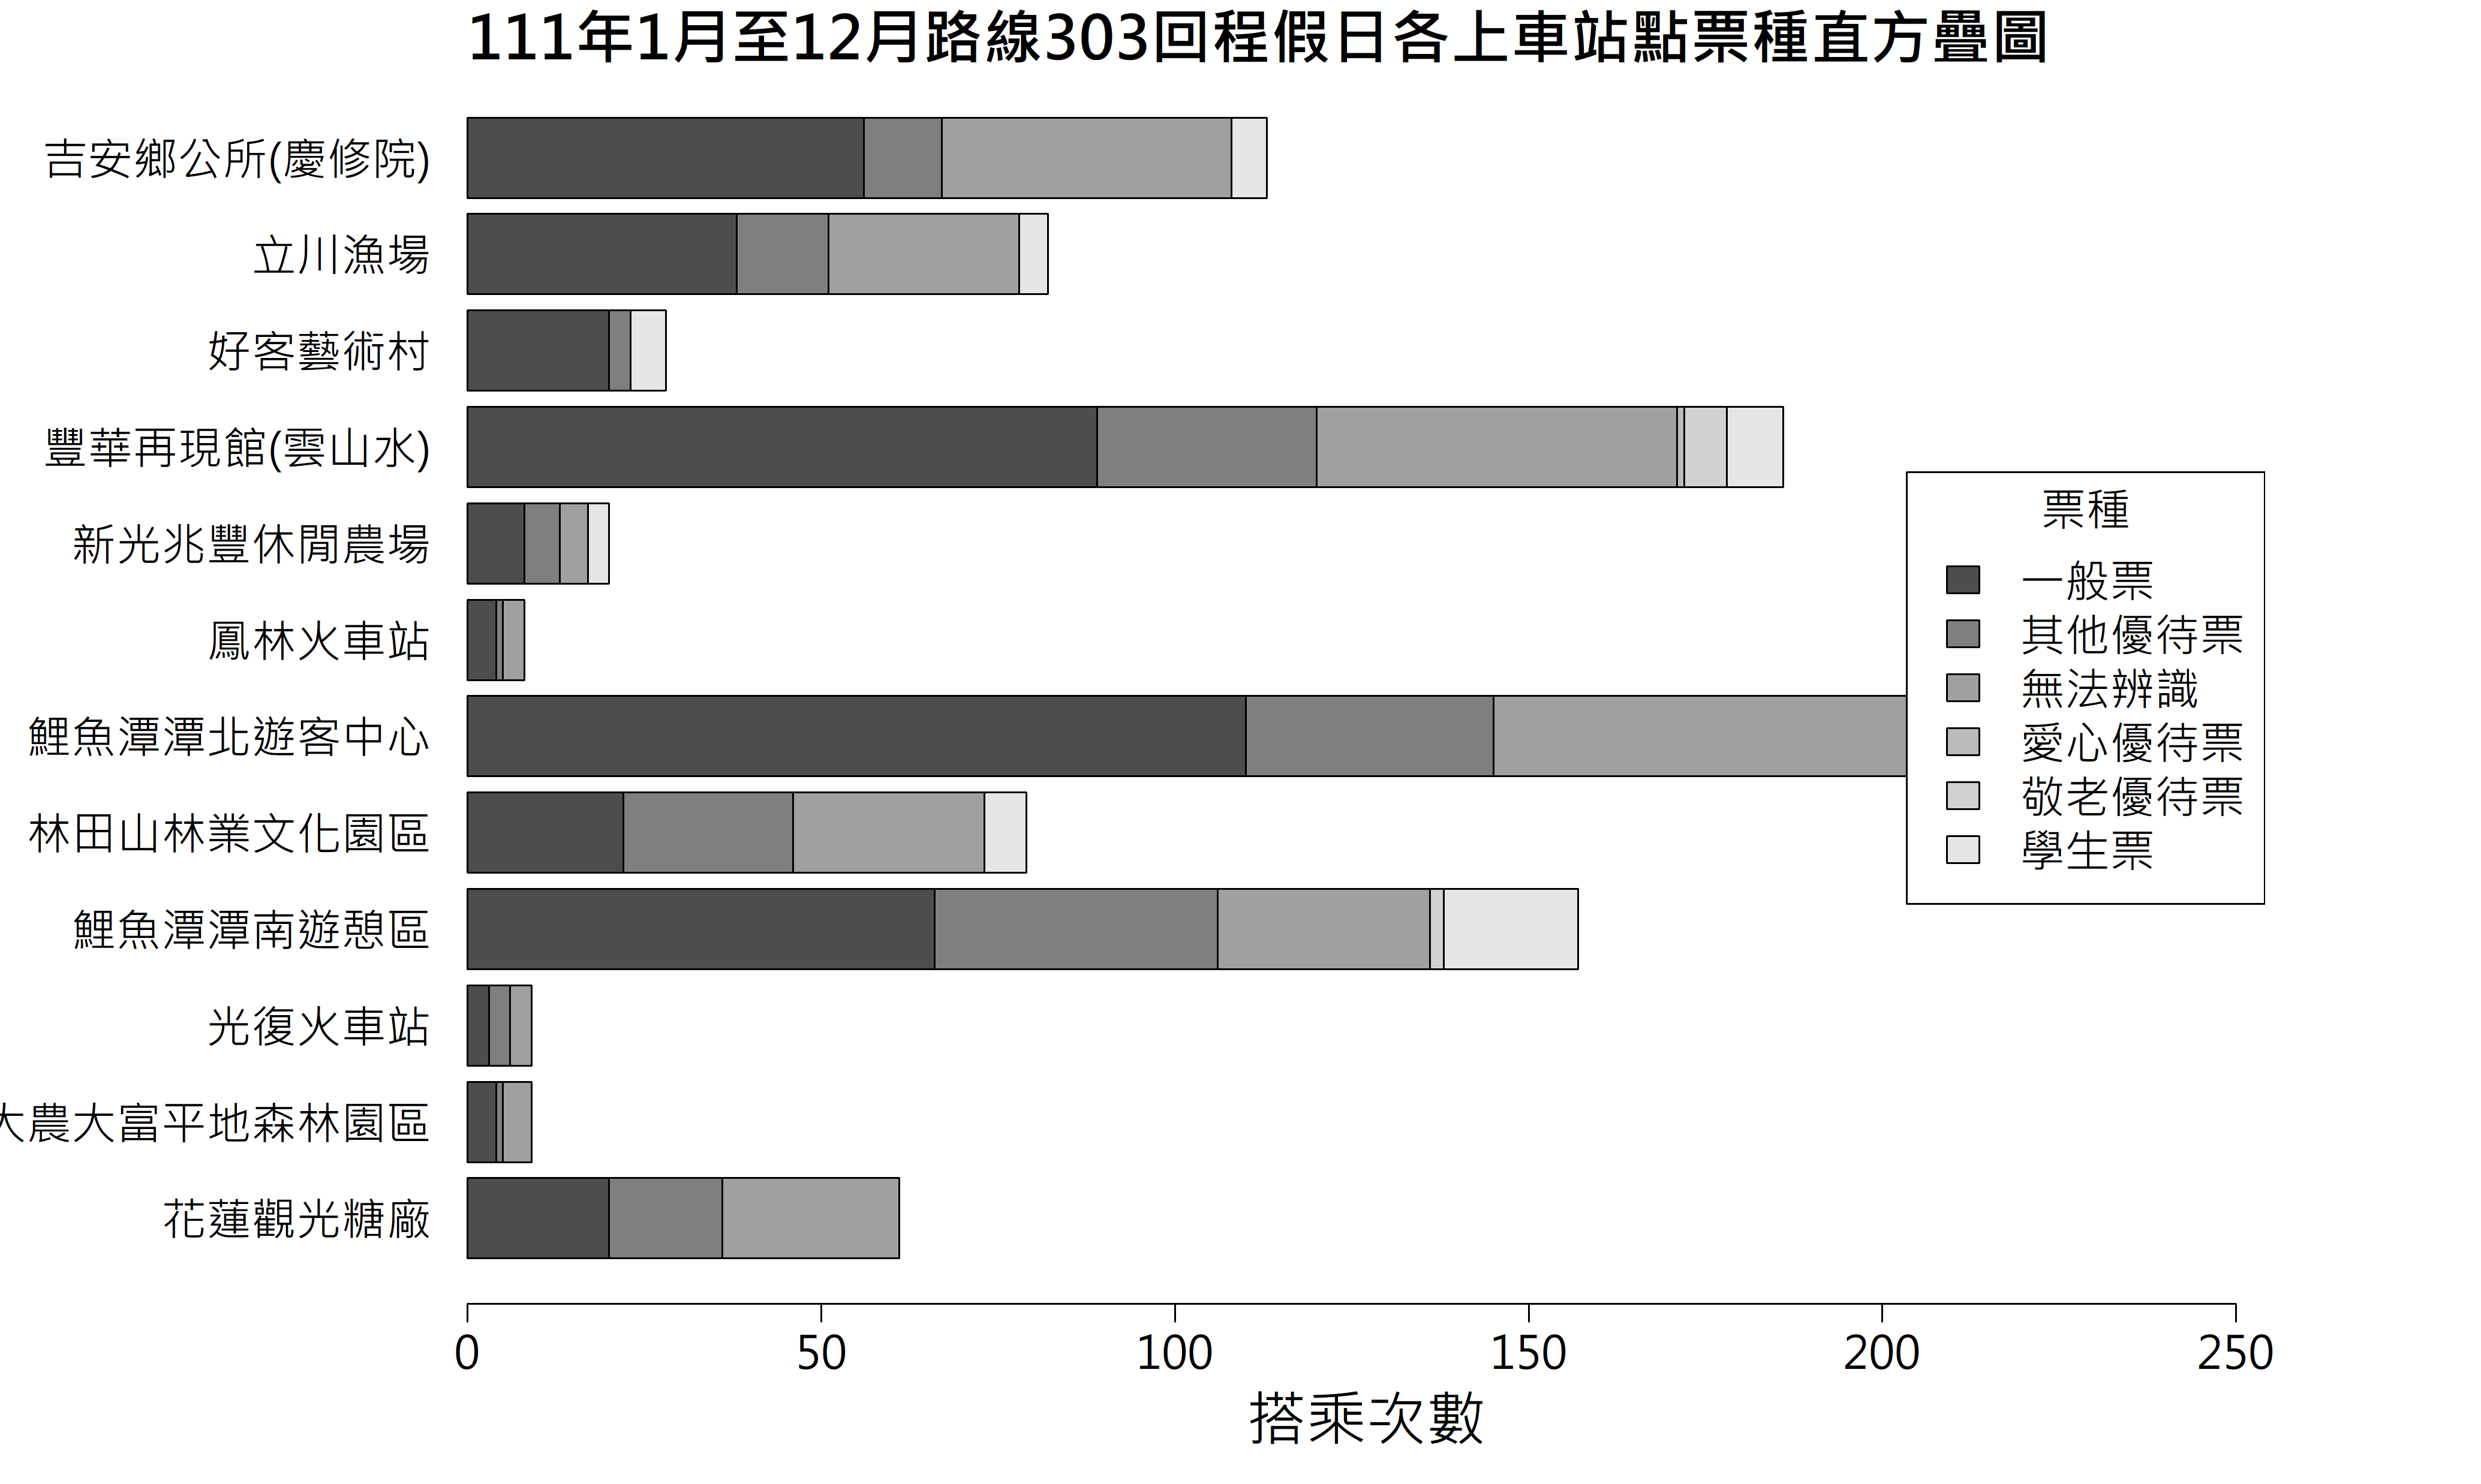 111年1月至12月路線303回程假日各上車站點票種直方疊圖
吉安鄉公所(慶修院)
立川漁場
好客藝術村
豐華再現館(雲山水)
新光兆豐休閒農場
鳳林火車站
鯉魚潭潭北遊客中心
林田山林業文化園區
鯉魚潭潭南遊憩區
光復火車站
大農大富平地森林園區
花蓮觀光糖廠
票種
一般票
其他優待票
無法辨識
愛心優待票
敬老優待票
學生票
0 50 100 150 200 250
搭乘次數